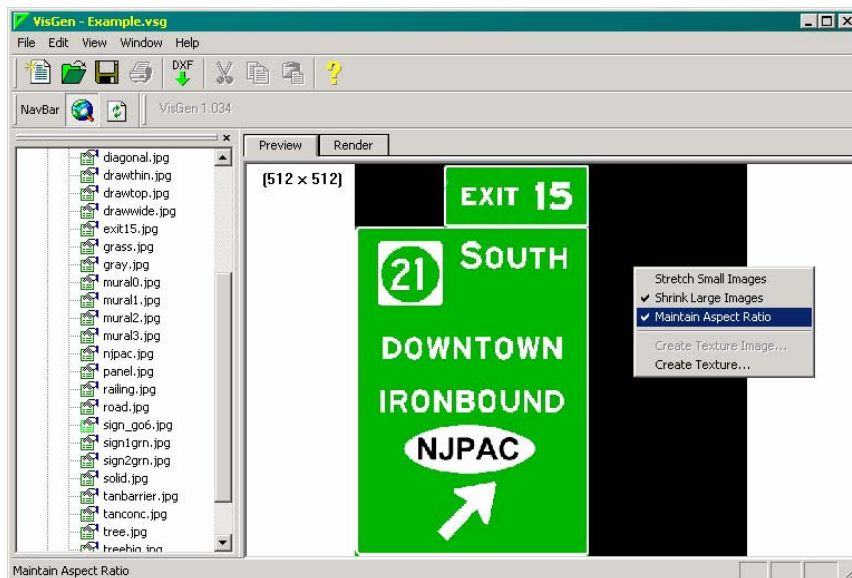 VisGen - Example.vsg
File Edit View Window Help
DXF
NavBar
VisGen 1.034
diagonal.jpg
drawthin.jpg
drawtop.jpg
drawwide.jpg
exit15.jpg
grass.jpg
gray.jpg
mural0.jpg
mural1.jpg
mural2.jpg
mural3.jpg
njpac.jpg
panel.jpg
railing.jpg
road.jpg
sign_go6.jpg
sign1grn.jpg
sign2grn.jpg
solid.jpg
tanbarrier.jpg
tanconc.jpg
tree.jpg
treebig.jpg
Preview Render
(512 × 512)
EXIT 15
21 SOUTH
DOWNTOWN
IRONBOUND
NJPAC
Stretch Small Images
Shrink Large Images
Maintain Aspect Ratio
Create Texture Image...
Create Texture...
Maintain Aspect Ratio